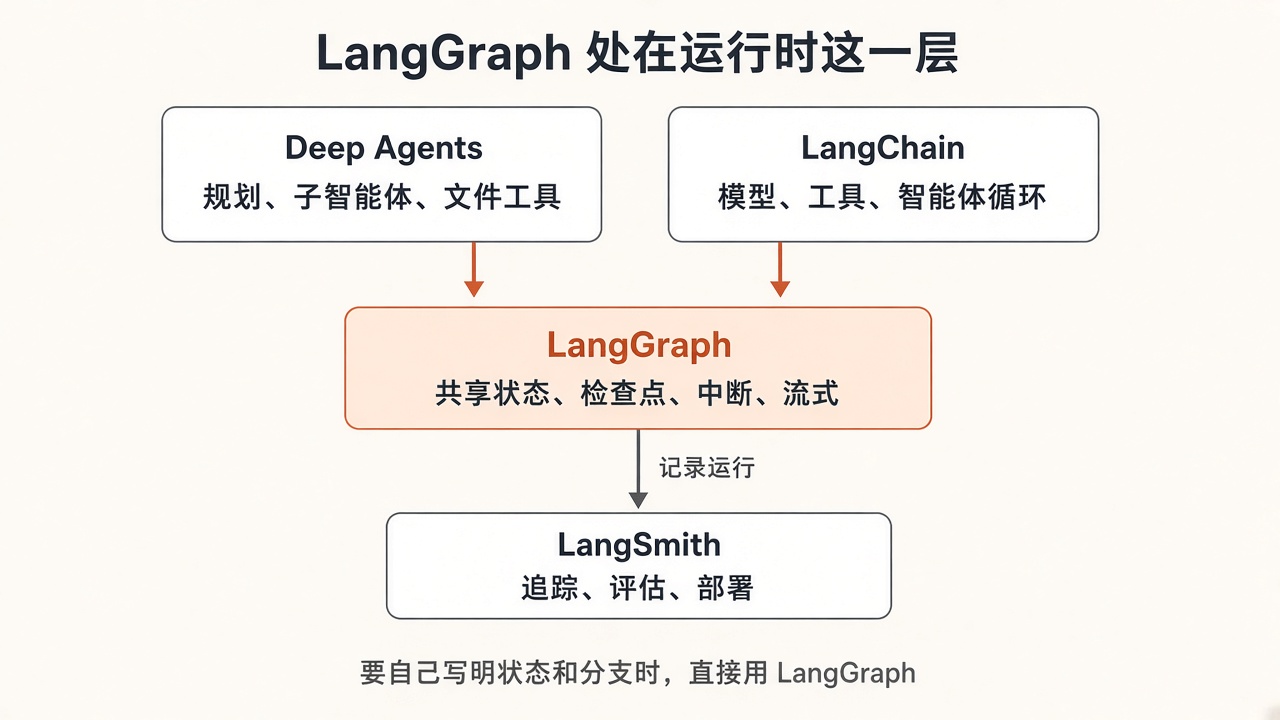 LangGraph 处在运行时这一层
Deep Agents
规划、子智能体、文件工具
LangChain
模型、工具、智能体循环
LangGraph
共享状态、检查点、中断、流式
记录运行
LangSmith
追踪、评估、部署
要自己写明状态和分支时，直接用 LangGraph